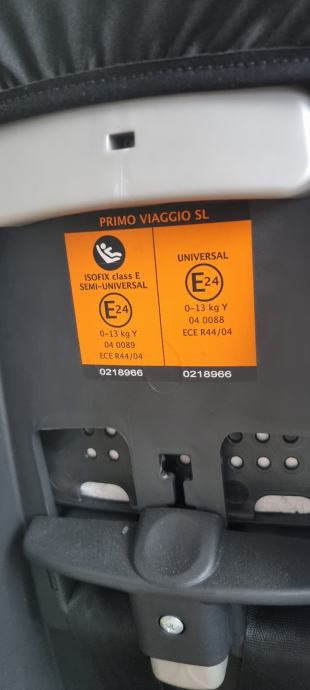 PRIMO VIAGGIO SL
ISOFIX class E
SEMI-UNIVERSAL
E24
0-13 kg Y
04 0089
ECE R44/04
0218966
UNIVERSAL
E24
0-13 kg Y
04 0088
ECE R44/04
0218966